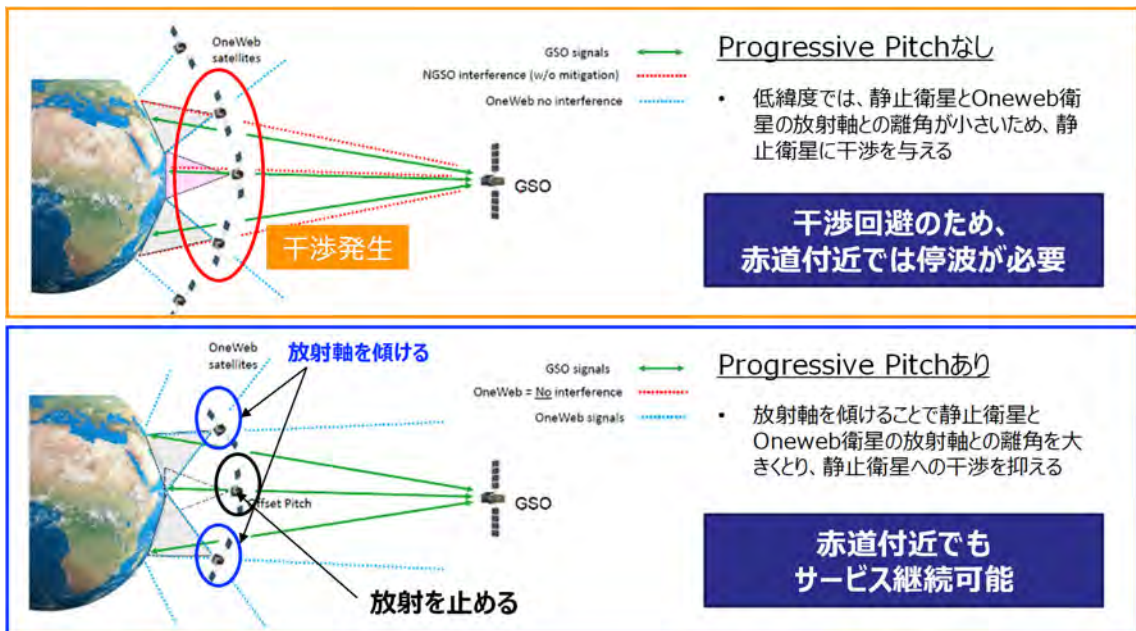 OneWeb
satellites
GSO signals
NGSO interference (w/o mitigation)
OneWeb no interference
GSO
干渉発生
Progressive Pitchなし
• 低緯度では、静止衛星とOneweb衛
星の放射軸との離角が小さいため、静
止衛星に干渉を与える
干渉回避のため、
赤道付近では停波が必要
OneWeb
satellites
放射軸を傾ける
GSO signals
OneWeb = No interference
OneWeb signals
GSO
Offset Pitch
放射を止める
Progressive Pitchあり
• 放射軸を傾けることで静止衛星と
Oneweb衛星の放射軸との離角を大
きくとり、静止衛星への干渉を抑える
赤道付近でも
サービス継続可能